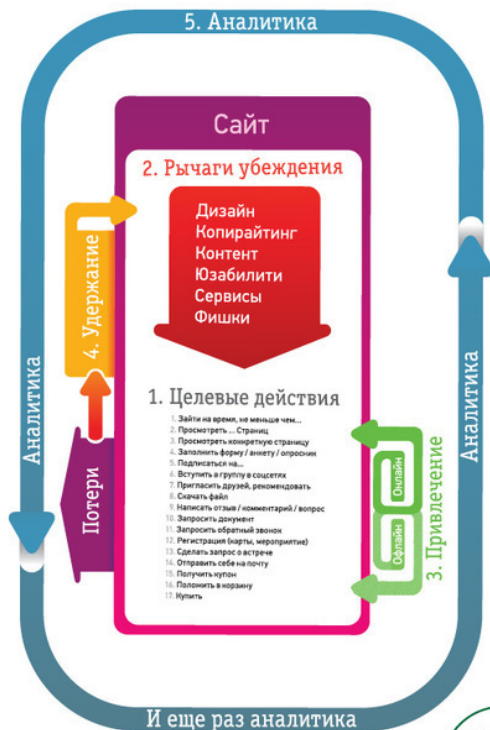 5. Аналитика
Сайт
2. Рычаги убеждения
Дизайн
Копирайтинг
Контент
Юзабилити
Сервисы
Фишки
4. Удержание
Аналитика
Потери
1. Целевые действия
1. Зайти на время, не меньше чем...
2. Просмотреть ... Страниц
3. Просмотреть конкретную страницу
4. Заполнить форму / анкету / опросник
5. Подписаться на...
6. Вступить в группу в соцсетях
7. Пригласить друзей, рекомендовать
8. Скачать файл
9. Написать отзыв / комментарий / вопрос
10. Запросить документ
11. Запросить обратный звонок
12. Регистрация (карты, мероприятие)
13. Сделать запрос о встрече
14. Отправить себе на почту
15. Получить купон
16. Положить в корзину
17. Купить
Онлайн
Офлайн
3. Привлечение
Аналитика
И еще раз аналитика